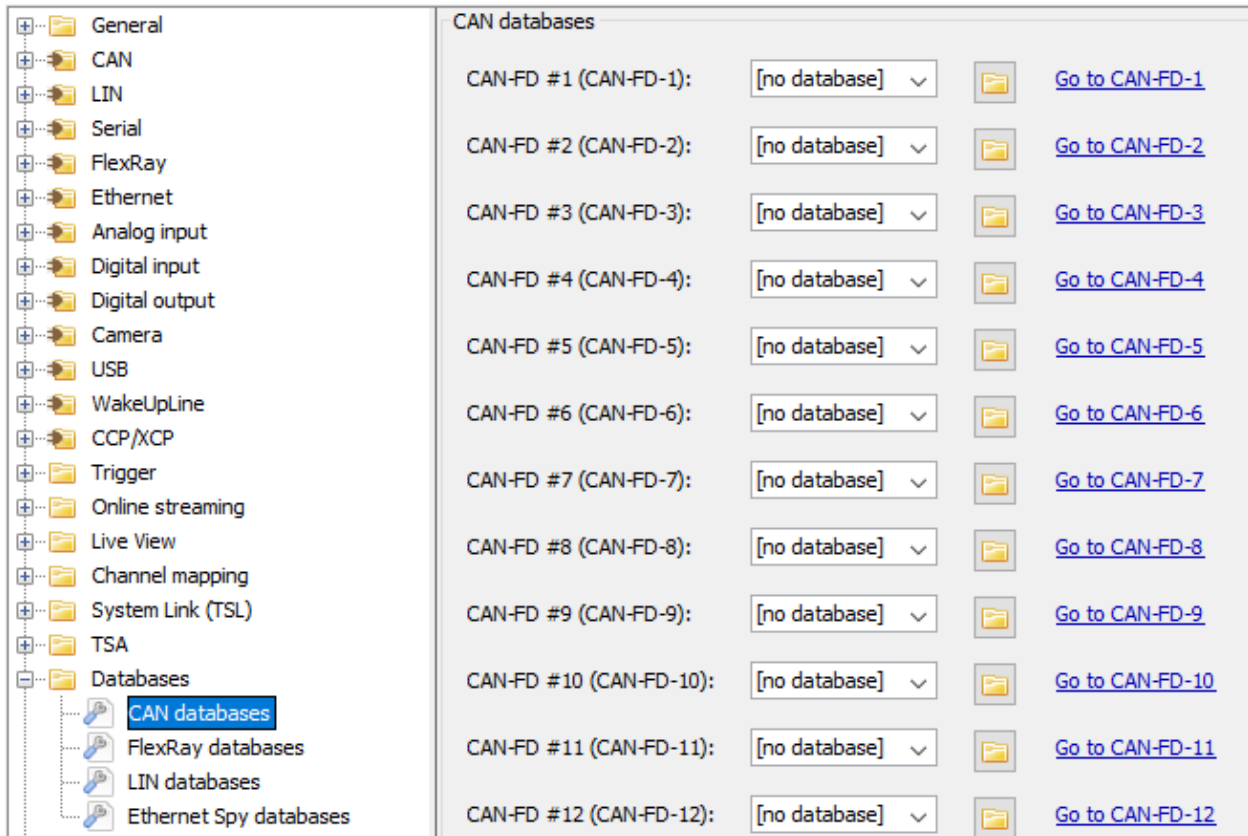 General
CAN
LIN
Serial
FlexRay
Ethernet
Analog input
Digital input
Digital output
Camera
USB
WakeUpLine
CCP/XCP
Trigger
Online streaming
Live View
Channel mapping
System Link (TSL)
TSA
Databases
CAN databases
FlexRay databases
LIN databases
Ethernet Spy databases
CAN databases
CAN-FD #1 (CAN-FD-1): [no database] Go to CAN-FD-1
CAN-FD #2 (CAN-FD-2): [no database] Go to CAN-FD-2
CAN-FD #3 (CAN-FD-3): [no database] Go to CAN-FD-3
CAN-FD #4 (CAN-FD-4): [no database] Go to CAN-FD-4
CAN-FD #5 (CAN-FD-5): [no database] Go to CAN-FD-5
CAN-FD #6 (CAN-FD-6): [no database] Go to CAN-FD-6
CAN-FD #7 (CAN-FD-7): [no database] Go to CAN-FD-7
CAN-FD #8 (CAN-FD-8): [no database] Go to CAN-FD-8
CAN-FD #9 (CAN-FD-9): [no database] Go to CAN-FD-9
CAN-FD #10 (CAN-FD-10): [no database] Go to CAN-FD-10
CAN-FD #11 (CAN-FD-11): [no database] Go to CAN-FD-11
CAN-FD #12 (CAN-FD-12): [no database] Go to CAN-FD-12